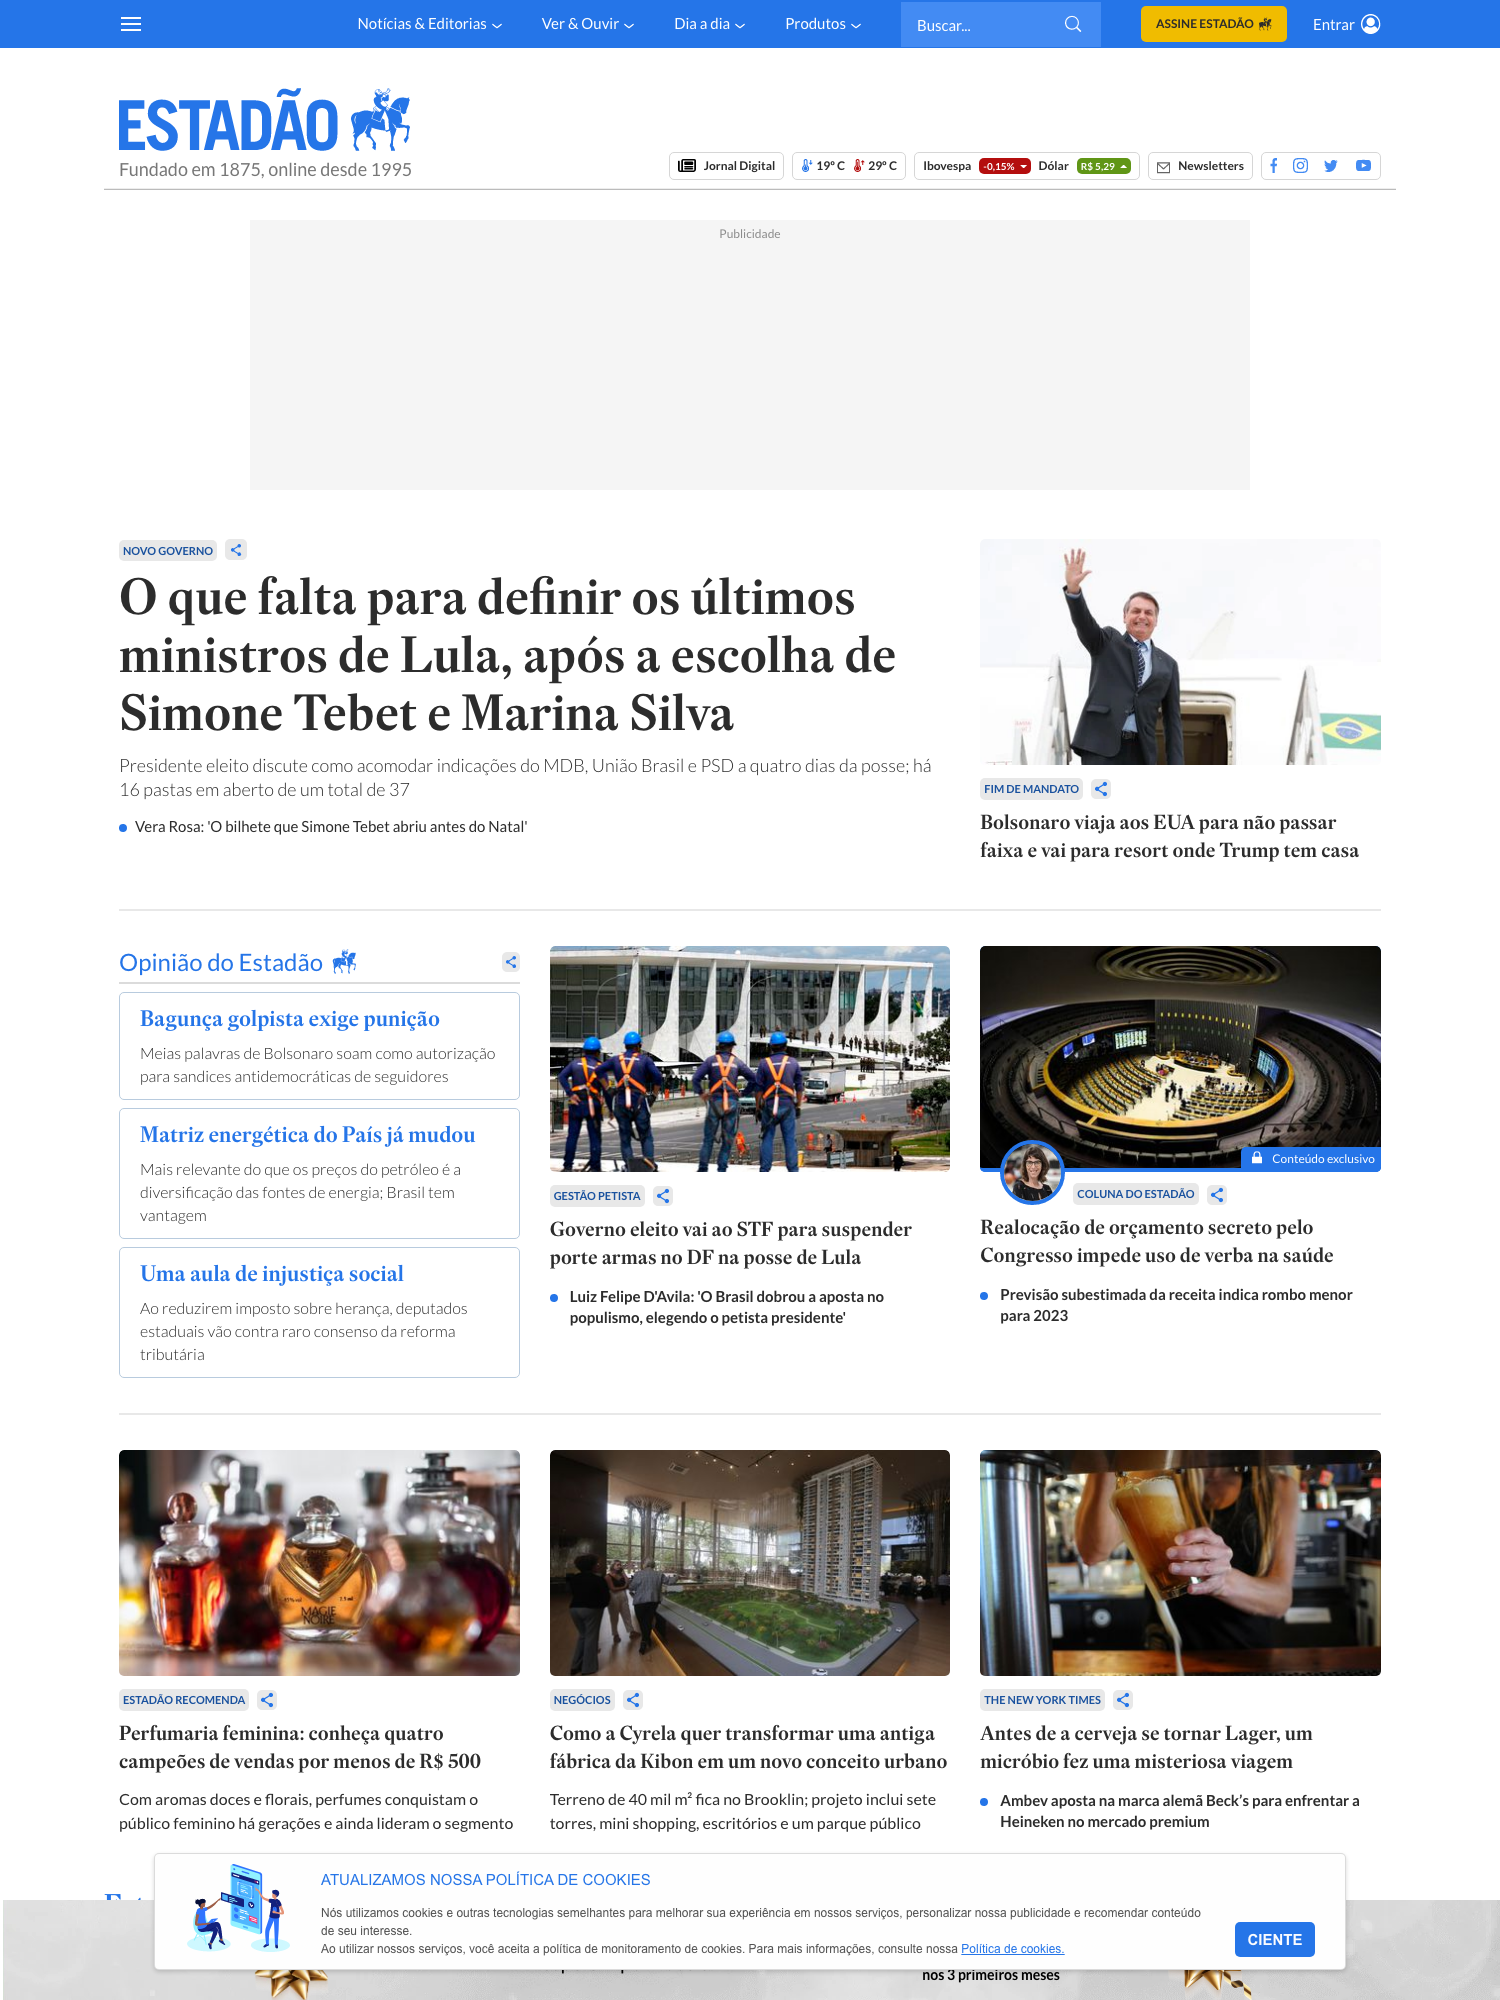 Notícias & Editorias
Ver & Ouvir
Dia a dia
Produtos
Buscar...
ASSINE ESTADÃO
Entrar
ESTADÃO
Fundado em 1875, online desde 1995
Jornal Digital
19º C 29º C
Ibovespa -0,15% Dólar R$ 5,29
Newsletters
Publicidade
NOVO GOVERNO
O que falta para definir os últimos
ministros de Lula, após a escolha de
Simone Tebet e Marina Silva
Presidente eleito discute como acomodar indicações do MDB, União Brasil e PSD a quatro dias da posse; há
16 pastas em aberto de um total de 37
Vera Rosa: 'O bilhete que Simone Tebet abriu antes do Natal'
FIM DE MANDATO
Bolsonaro viaja aos EUA para não passar
faixa e vai para resort onde Trump tem casa
Opinião do Estadão
Bagunça golpista exige punição
Meias palavras de Bolsonaro soam como autorização
para sandices antidemocráticas de seguidores
Matriz energética do País já mudou
Mais relevante do que os preços do petróleo é a
diversificação das fontes de energia; Brasil tem
vantagem
Uma aula de injustiça social
Ao reduzirem imposto sobre herança, deputados
estaduais vão contra raro consenso da reforma
tributária
GESTÃO PETISTA
Governo eleito vai ao STF para suspender
porte armas no DF na posse de Lula
Luiz Felipe D'Avila: 'O Brasil dobrou a aposta no
populismo, elegendo o petista presidente'
Conteúdo exclusivo
COLUNA DO ESTADÃO
Realocação de orçamento secreto pelo
Congresso impede uso de verba na saúde
Previsão subestimada da receita indica rombo menor
para 2023
MAGIE
NOIRE
ESTADÃO RECOMENDA
Perfumaria feminina: conheça quatro
campeões de vendas por menos de R$ 500
Com aromas doces e florais, perfumes conquistam o
público feminino há gerações e ainda lideram o segmento
NEGÓCIOS
Como a Cyrela quer transformar uma antiga
fábrica da Kibon em um novo conceito urbano
Terreno de 40 mil m² fica no Brooklin; projeto inclui sete
torres, mini shopping, escritórios e um parque público
THE NEW YORK TIMES
Antes de a cerveja se tornar Lager, um
micróbio fez uma misteriosa viagem
Ambev aposta na marca alemã Beck's para enfrentar a
Heineken no mercado premium
ATUALIZAMOS NOSSA POLÍTICA DE COOKIES
Nós utilizamos cookies e outras tecnologias semelhantes para melhorar sua experiência em nossos serviços, personalizar nossa publicidade e recomendar conteúdo
de seu interesse.
Ao utilizar nossos serviços, você aceita a política de monitoramento de cookies. Para mais informações, consulte nossa Política de cookies.
CIENTE
nos 3 primeiros meses